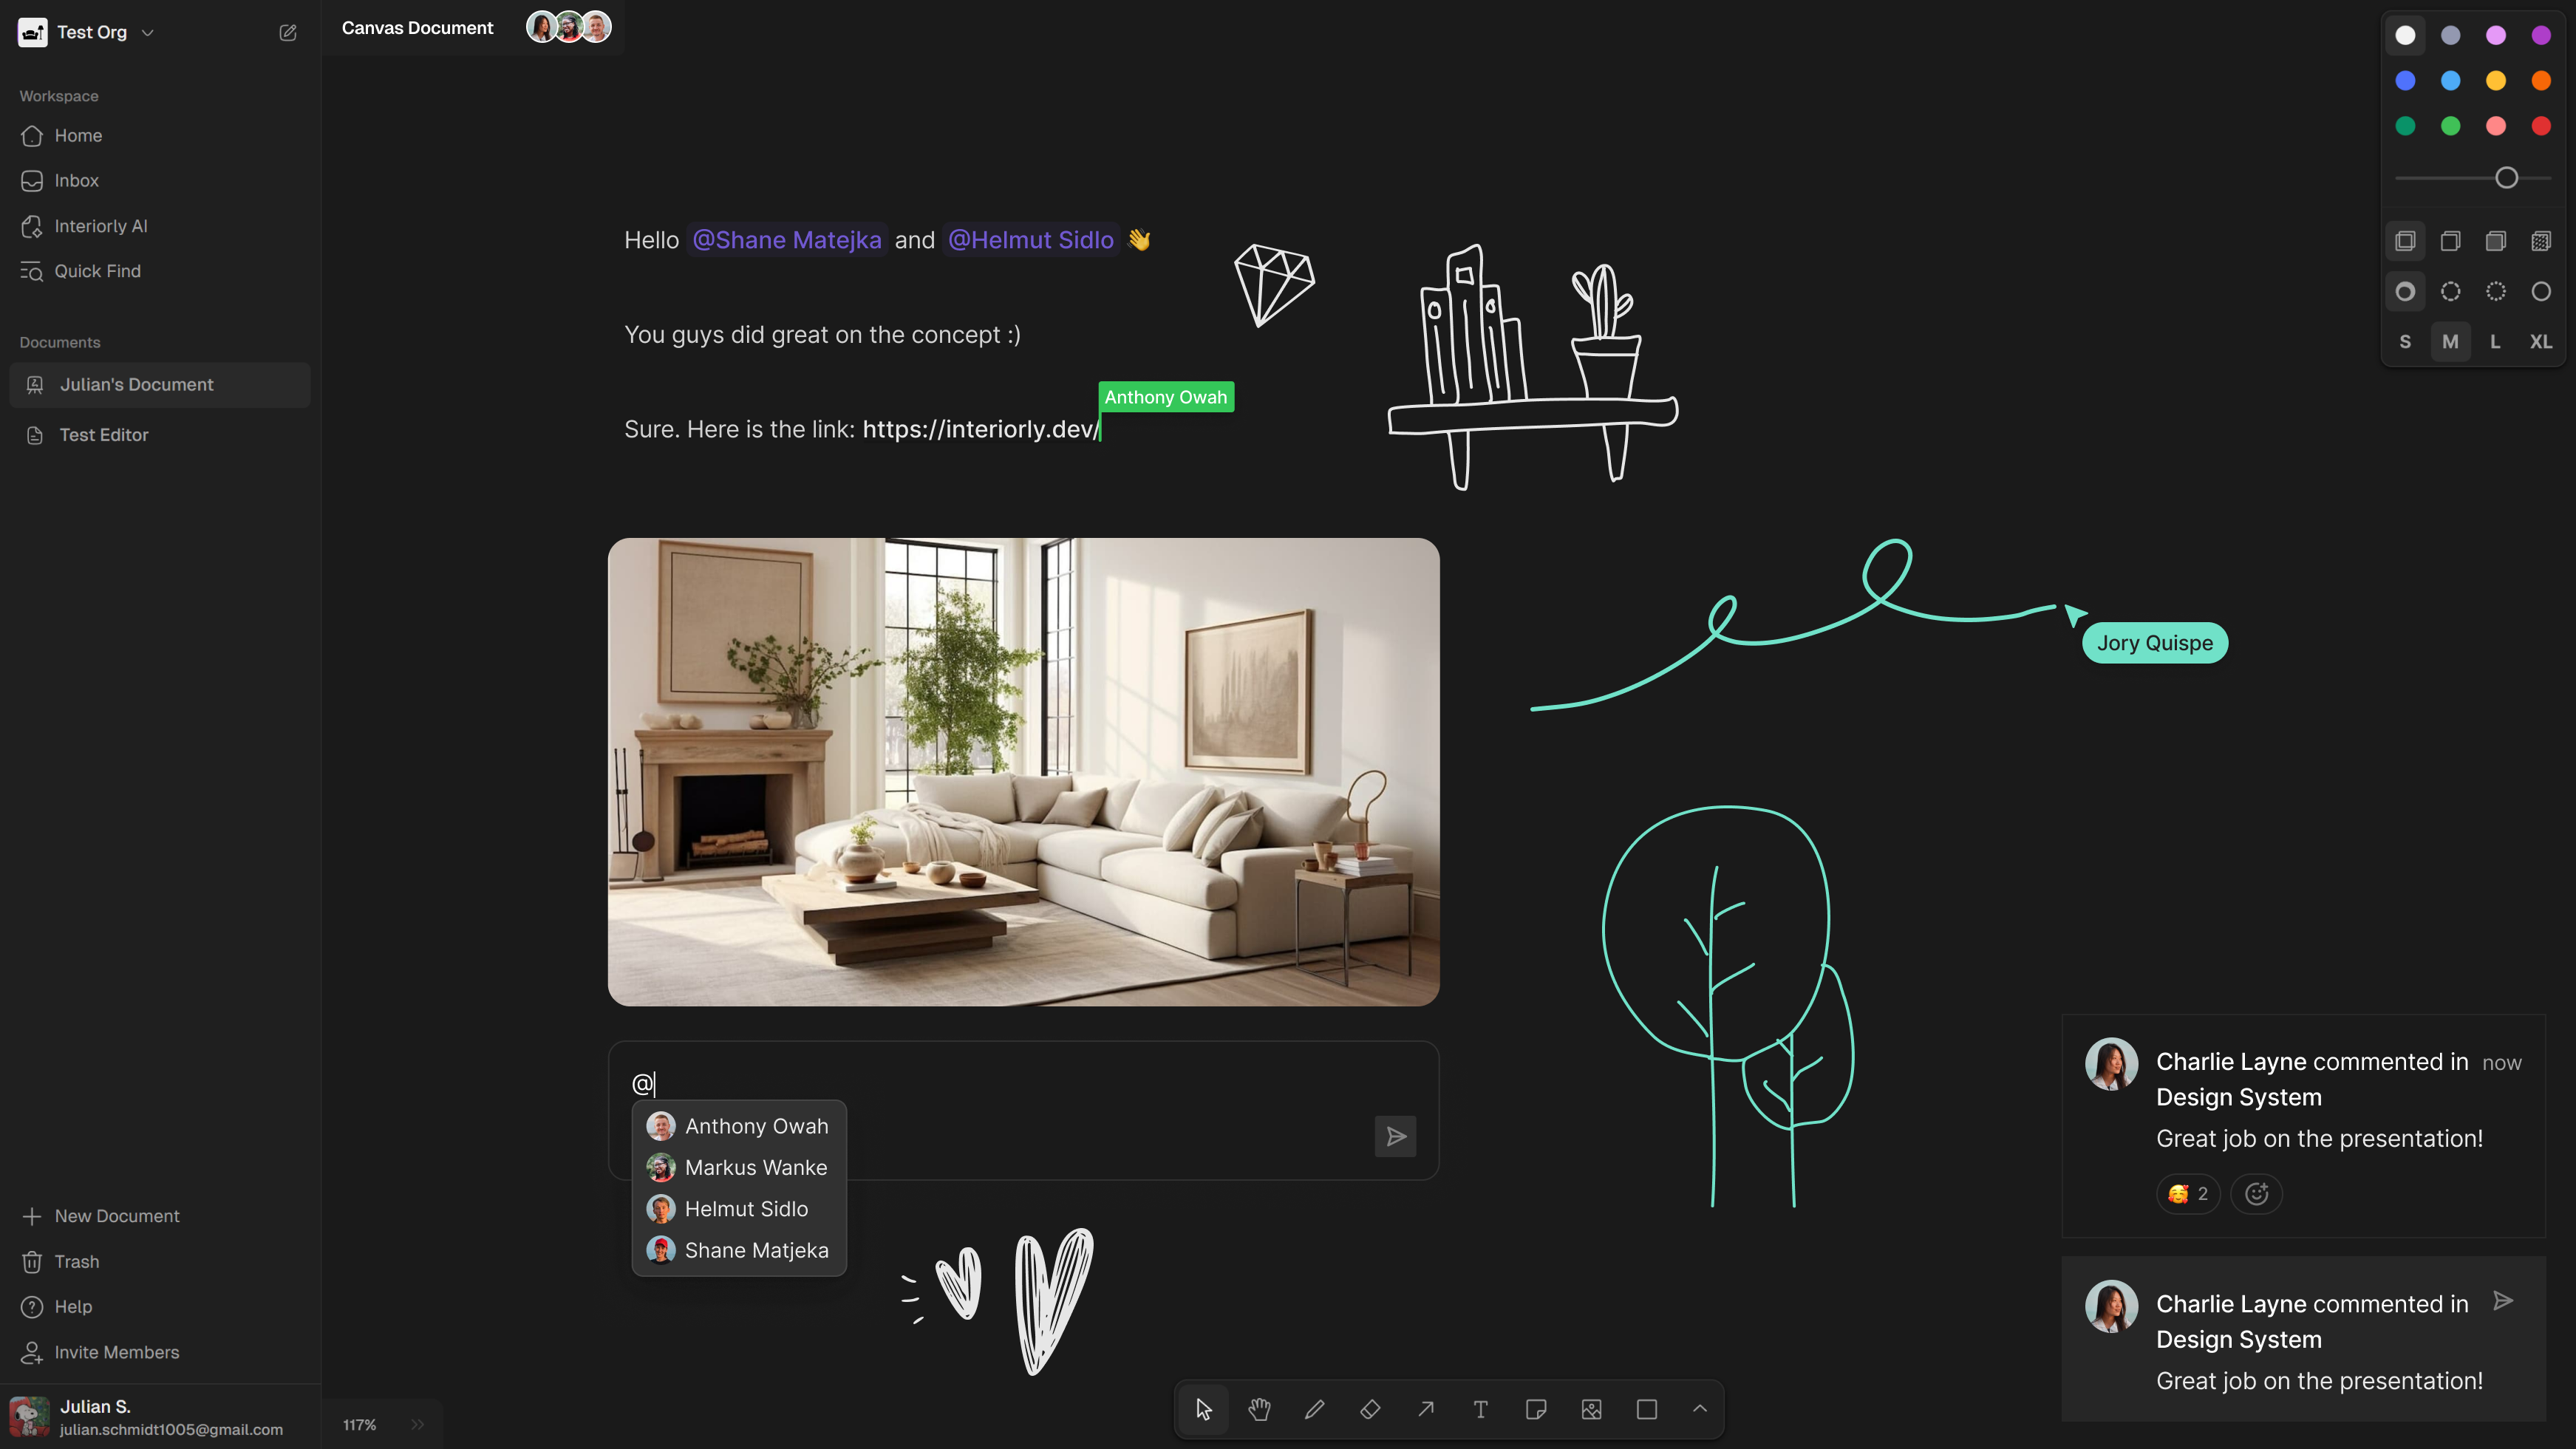 Test Org
Workspace
Home
Inbox
Interiorly AI
Quick Find
Documents
Julian's Document
Test Editor
New Document
Trash
Help
Invite Members
Julian S.
julian.schmidt1005@gmail.com
Canvas Document
Hello @Shane Matejka and @Helmut Sidlo 👋
You guys did great on the concept :)
Anthony Owah
Sure. Here is the link: https://interiorly.dev/
Jory Quispe
@
Anthony Owah
Markus Wanke
Helmut Sidlo
Shane Matjeka
117%
T
S M L XL
Charlie Layne commented in now
Design System
Great job on the presentation!
🥰 2
Charlie Layne commented in
Design System
Great job on the presentation!